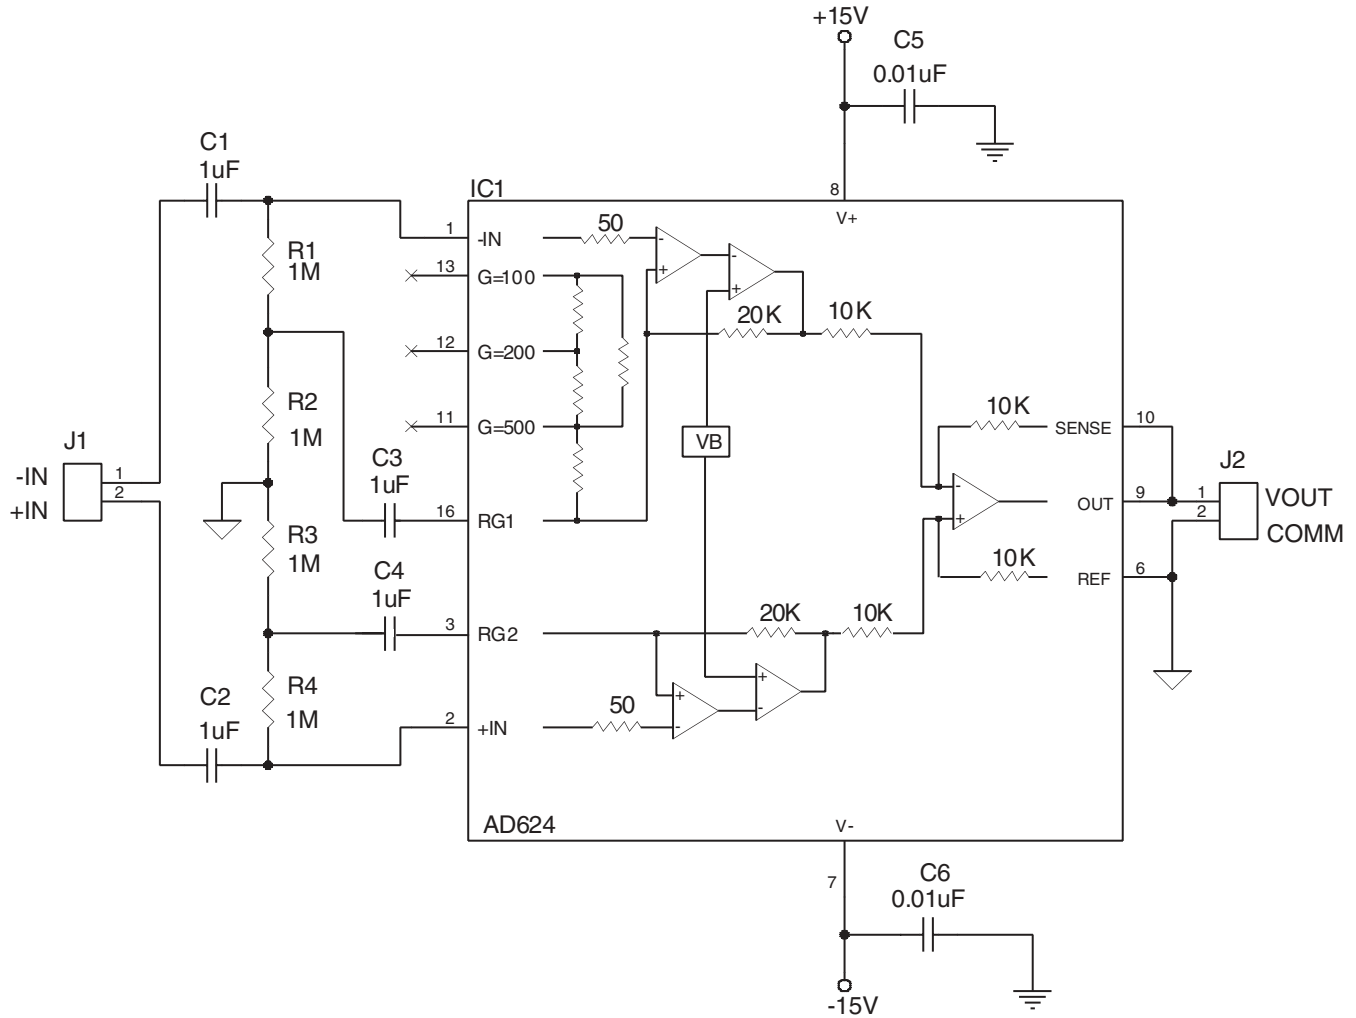 +15V
C5
0.01uF
C1
1uF
IC1
8
V+
1
-IN
50
-
+
-
+
R1
1M
13
G=100
20K
10K
12
G=200
R2
1M
11
G=500
VB
10K
SENSE
10
J1
-IN
+IN
1
2
C3
1uF
16
RG1
-
+
OUT
9
J2
1
2
VOUT
COMM
R3
1M
C4
1uF
10K
REF
6
3
RG2
20K
10K
+
-
+
-
C2
1uF
R4
1M
2
+IN
50
AD624
V-
7
C6
0.01uF
-15V